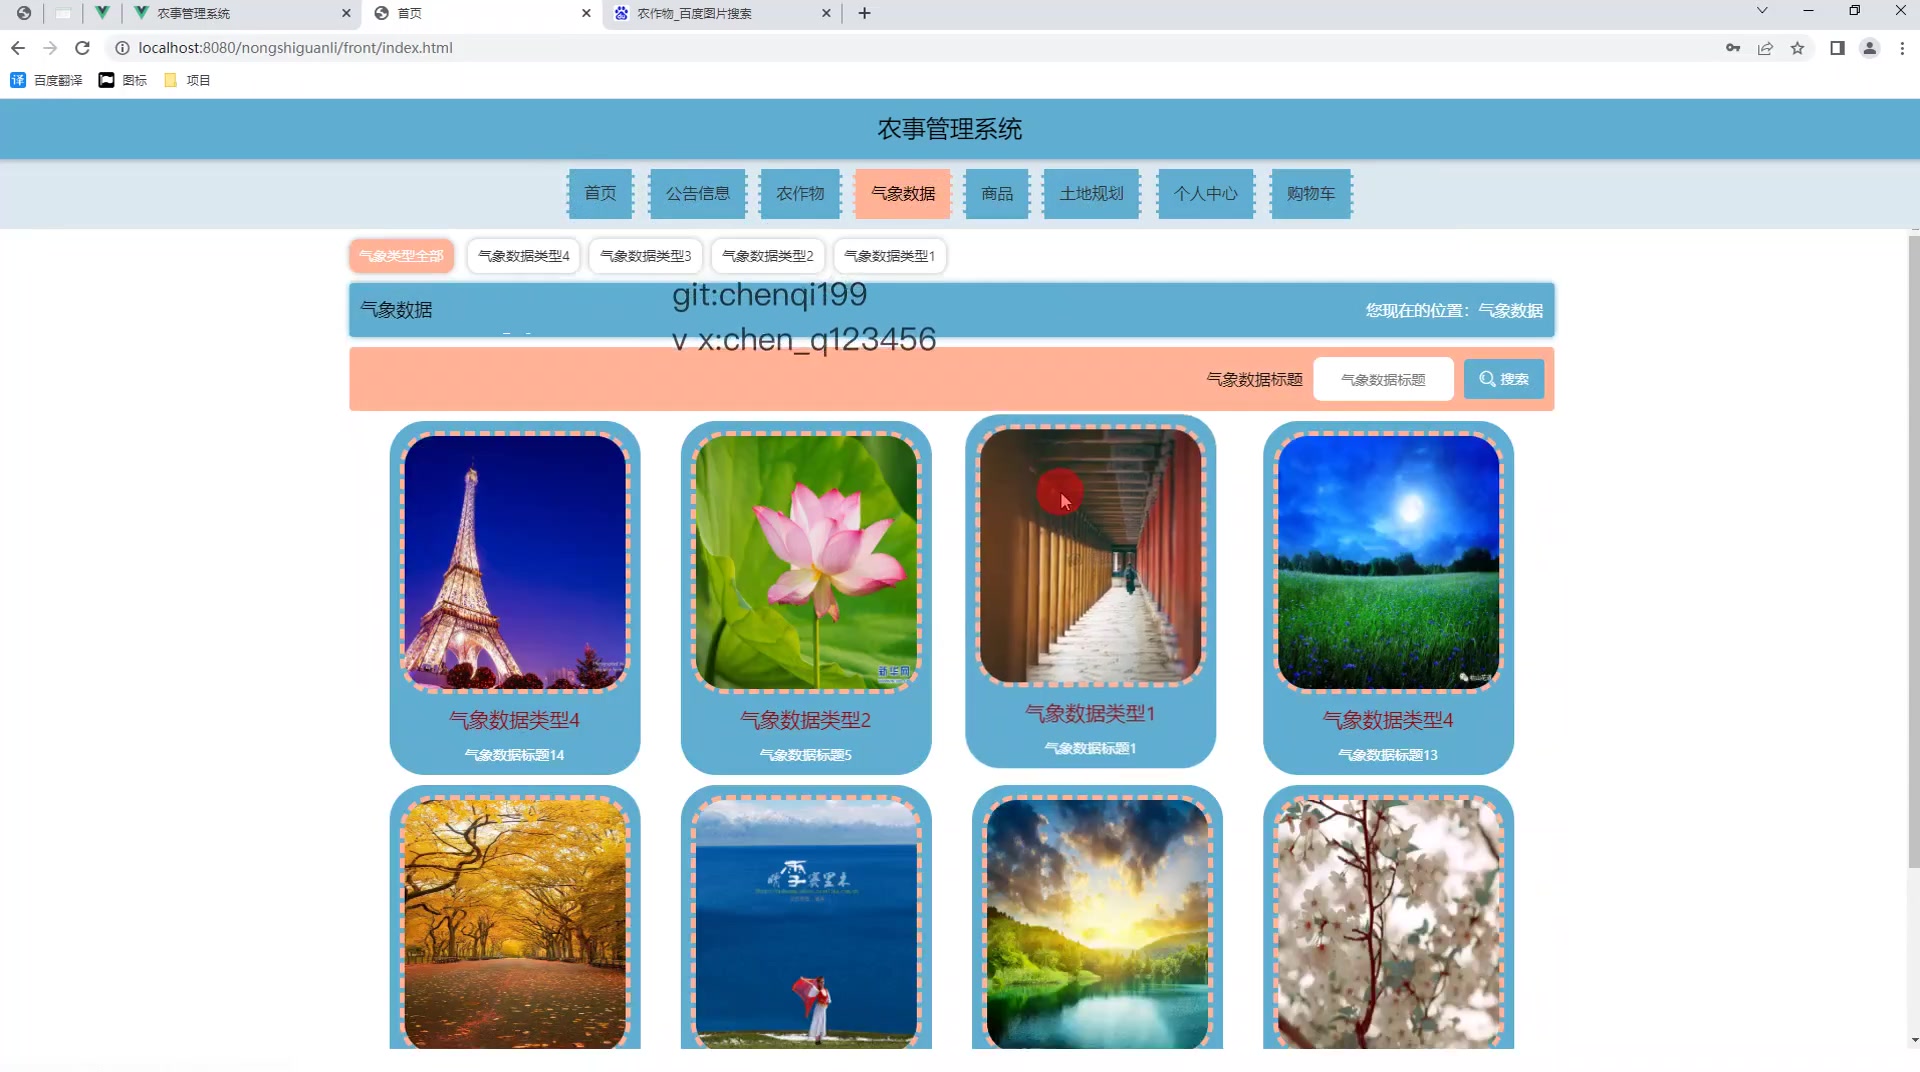 农事管理系统
首页
农作物_百度图片搜索
localhost:8080/nongshiguanli/front/index.html
百度翻译
图标
项目
农事管理系统
首页
公告信息
农作物
气象数据
商品
土地规划
个人中心
购物车
气象类型全部
气象数据类型4
气象数据类型3
气象数据类型2
气象数据类型1
git:chenqi199
气象数据
您现在的位置：气象数据
v x:chen_q123456
气象数据标题
气象数据标题
搜索
新华网
气象数据类型4
气象数据类型2
气象数据类型1
气象数据类型4
气象数据标题14
气象数据标题5
气象数据标题1
气象数据标题13